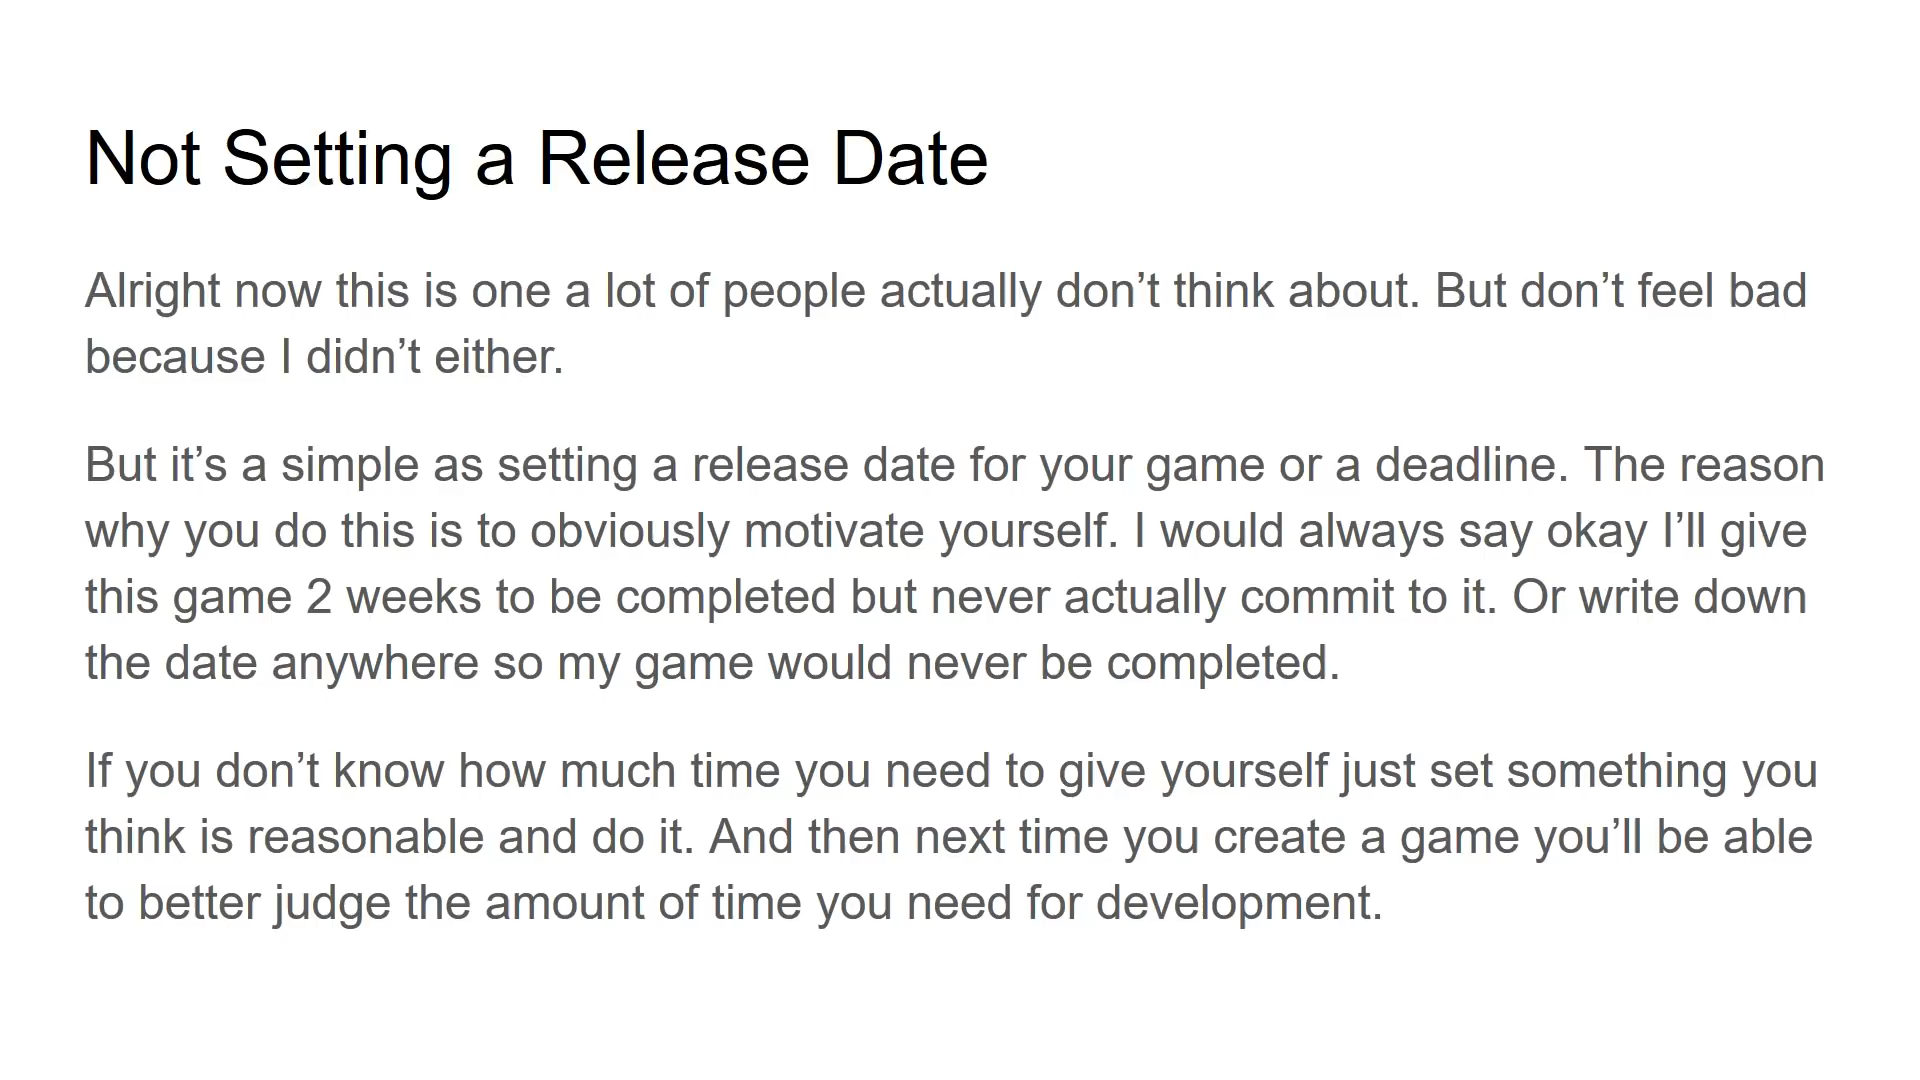 Not Setting a Release Date
Alright now this is one a lot of people actually don’t think about. But don’t feel bad
because I didn’t either.
But it’s a simple as setting a release date for your game or a deadline. The reason
why you do this is to obviously motivate yourself. I would always say okay I’ll give
this game 2 weeks to be completed but never actually commit to it. Or write down
the date anywhere so my game would never be completed.
If you don’t know how much time you need to give yourself just set something you
think is reasonable and do it. And then next time you create a game you’ll be able
to better judge the amount of time you need for development.